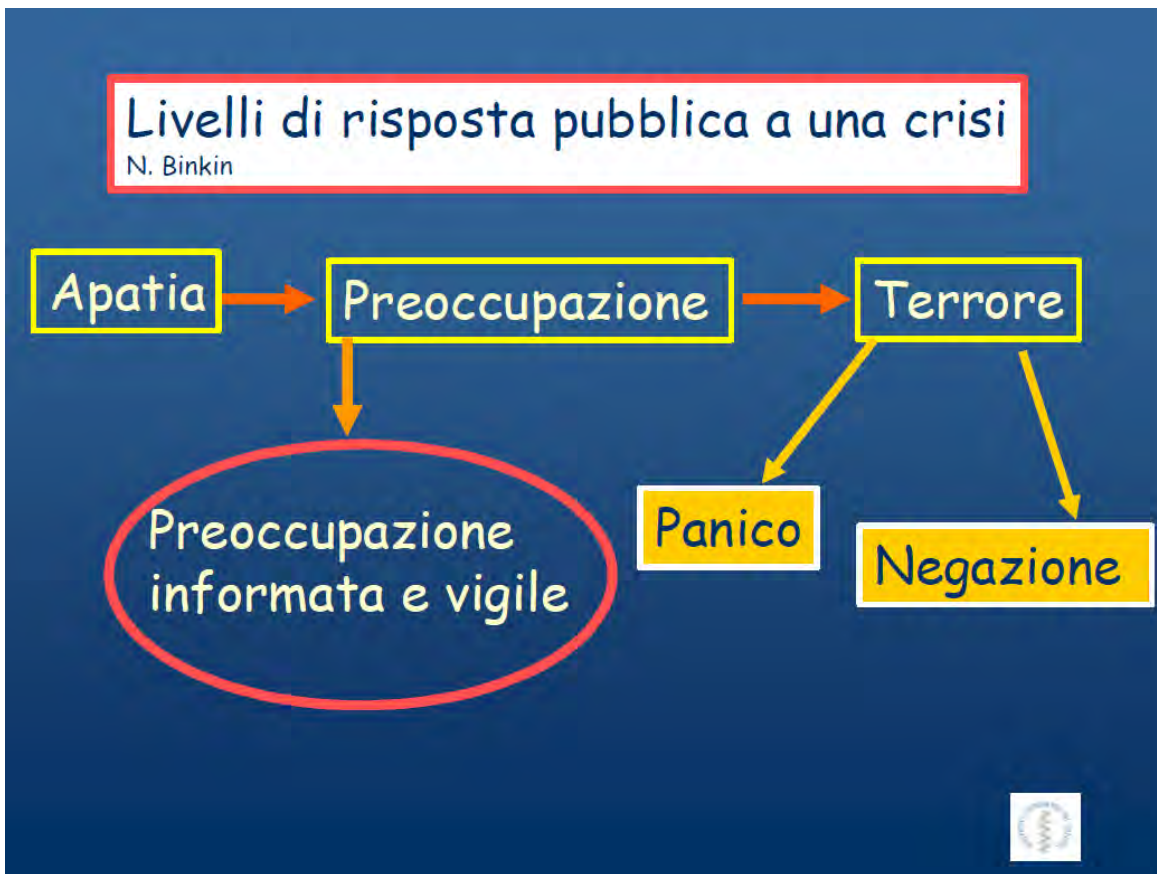 Livelli di risposta pubblica a una crisi
N. Binkin
Apatia
Preoccupazione
Terrore
Preoccupazione
informata e vigile
Panico
Negazione